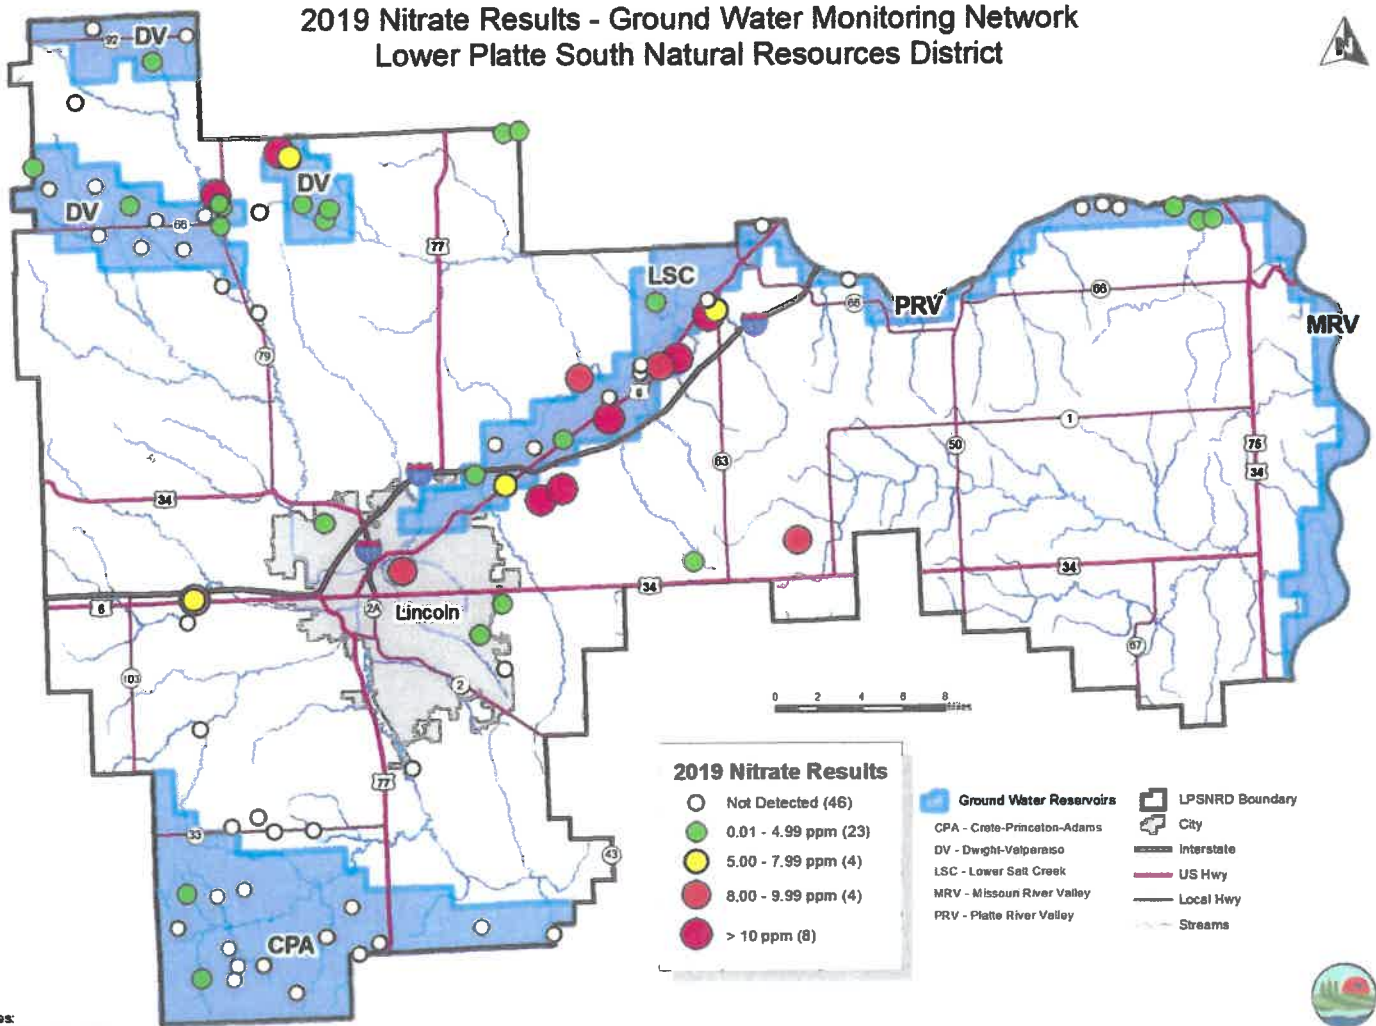 2019 Nitrate Results - Ground Water Monitoring Network
Lower Platte South Natural Resources District
N
92
DV
DV
DV
66
77
79
LSC
6
63
PRV
66
66
MRV
1
50
75
34
34
34
34
67
6
103
2A
Lincoln
2
77
33
43
CPA
0 2 4 6 8
Miles
2019 Nitrate Results
Not Detected (46)
0.01 - 4.99 ppm (23)
5.00 - 7.99 ppm (4)
8.00 - 9.99 ppm (4)
> 10 ppm (8)
Ground Water Reservoirs
CPA - Crete-Princeton-Adams
DV - Dwight-Valparaiso
LSC - Lower Salt Creek
MRV - Missouri River Valley
PRV - Platte River Valley
LPSNRD Boundary
City
Interstate
US Hwy
Local Hwy
Streams
es: